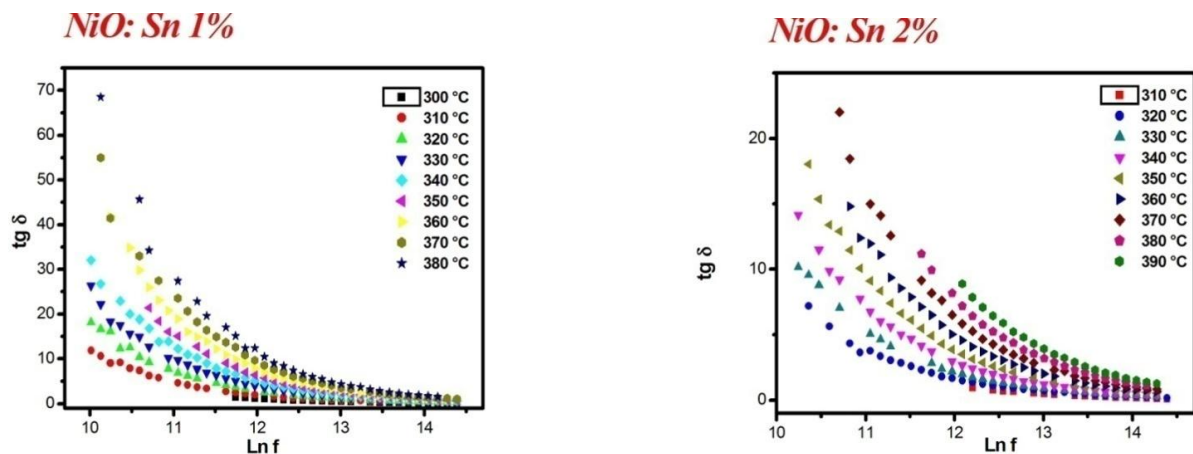 NiO: Sn 1%
70
60
50
40
30
20
10
0
tg δ
300 °C
310 °C
320 °C
330 °C
340 °C
350 °C
360 °C
370 °C
380 °C
10 11 12 13 14
Ln f
NiO: Sn 2%
20
10
0
tg δ
310 °C
320 °C
330 °C
340 °C
350 °C
360 °C
370 °C
380 °C
390 °C
10 11 12 13 14
Ln f